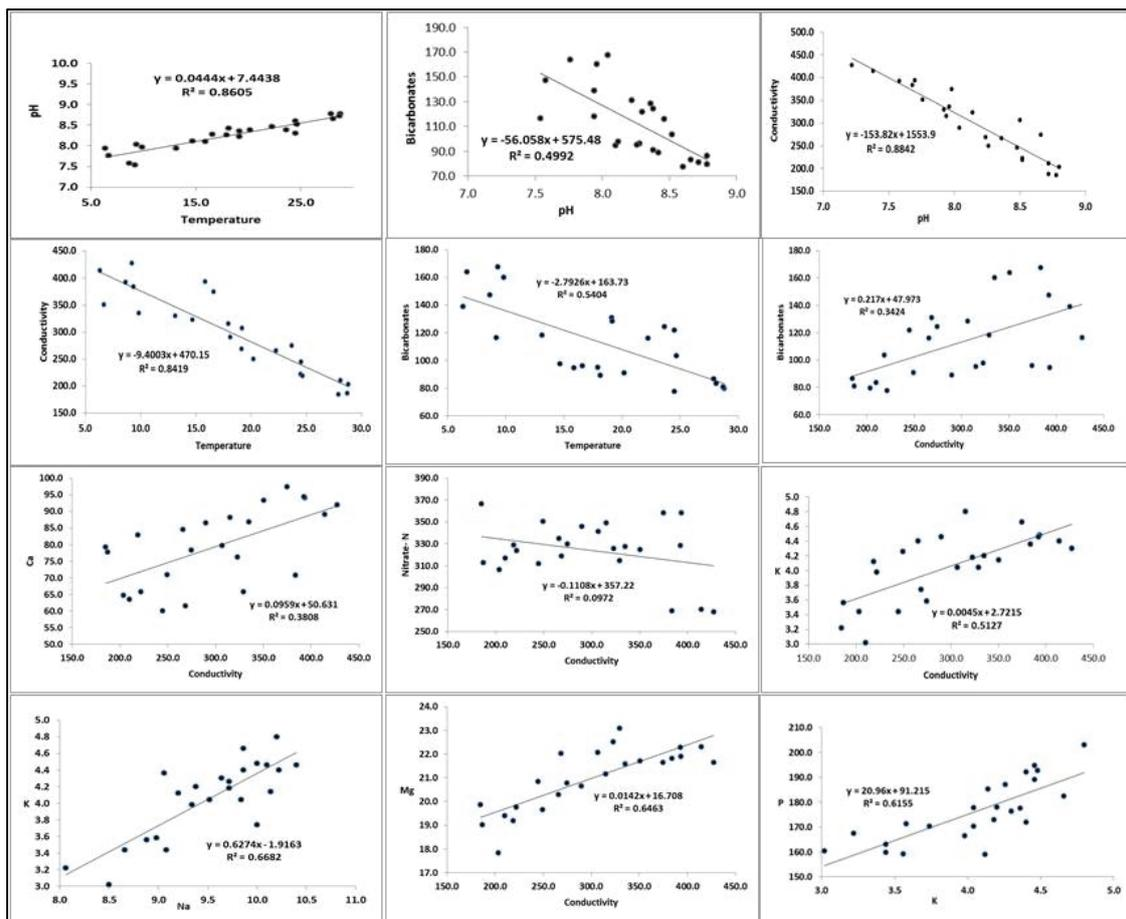 pH
10.0
9.5
9.0
8.5
8.0
7.5
7.0
y = 0.0444x + 7.4438
R² = 0.8605
5.0 15.0 25.0
Temperature
Bicarbonates
190.0
170.0
150.0
130.0
110.0
90.0
70.0
y = -56.058x + 575.48
R² = 0.4992
7.0 7.5 8.0 8.5 9.0
pH
Conductivity
500.0
450.0
400.0
350.0
300.0
250.0
200.0
150.0
y = -153.82x + 1553.9
R² = 0.8842
7.0 7.5 8.0 8.5 9.0
pH
Conductivity
450.0
400.0
350.0
300.0
250.0
200.0
150.0
y = -9.4003x + 470.15
R² = 0.8419
5.0 10.0 15.0 20.0 25.0 30.0
Temperature
Bicarbonates
180.0
160.0
140.0
120.0
100.0
80.0
60.0
y = -2.7926x + 163.73
R² = 0.5404
5.0 10.0 15.0 20.0 25.0 30.0
Temperature
Bicarbonates
180.0
160.0
140.0
120.0
100.0
80.0
60.0
y = 0.217x + 47.973
R² = 0.3424
150.0 200.0 250.0 300.0 350.0 400.0 450.0
Conductivity
Ca
100.0
95.0
90.0
85.0
80.0
75.0
70.0
65.0
60.0
55.0
50.0
y = 0.0959x + 50.631
R² = 0.3808
150.0 200.0 250.0 300.0 350.0 400.0 450.0
Conductivity
Nitrate- N
390.0
370.0
350.0
330.0
310.0
290.0
270.0
250.0
y = -0.1108x + 357.22
R² = 0.0972
150.0 200.0 250.0 300.0 350.0 400.0 450.0
Conductivity
K
5.0
4.8
4.6
4.4
4.2
4.0
3.8
3.6
3.4
3.2
3.0
y = 0.0045x + 2.7215
R² = 0.5127
150.0 200.0 250.0 300.0 350.0 400.0 450.0
Conductivity
K
5.0
4.8
4.6
4.4
4.2
4.0
3.8
3.6
3.4
3.2
3.0
y = 0.6274x - 1.9163
R² = 0.6682
8.0 8.5 9.0 9.5 10.0 10.5 11.0
Na
Mg
24.0
23.0
22.0
21.0
20.0
19.0
18.0
17.0
16.0
y = 0.0142x + 16.708
R² = 0.6463
150.0 200.0 250.0 300.0 350.0 400.0 450.0
Conductivity
P
210.0
200.0
190.0
180.0
170.0
160.0
150.0
y = 20.96x + 91.215
R² = 0.6155
3.0 3.5 4.0 4.5 5.0
K